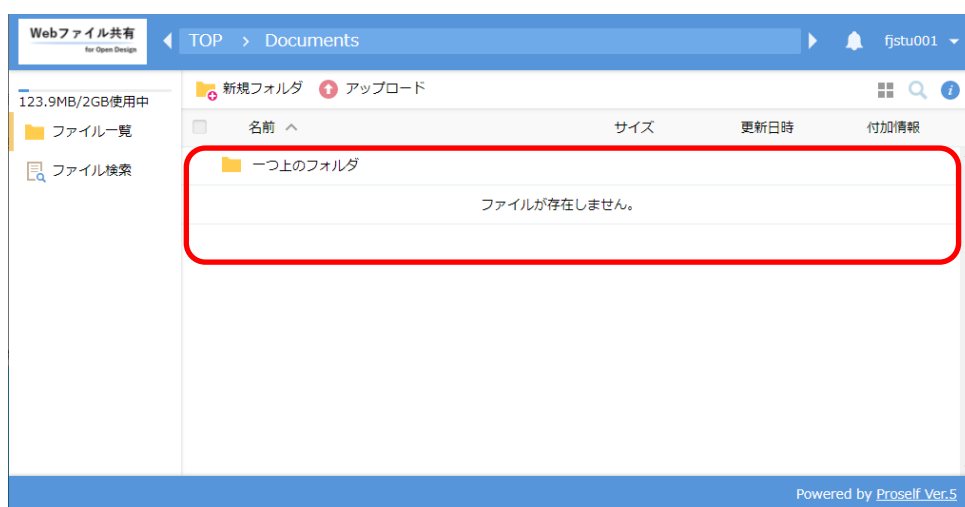 Webファイル共有
for Open Design
TOP > Documents
fjstu001
123.9MB/2GB使用中
新規フォルダ アップロード
ファイル一覧
名前 サイズ 更新日時 付加情報
ファイル検索
一つ上のフォルダ
ファイルが存在しません。
Powered by Proself Ver.5